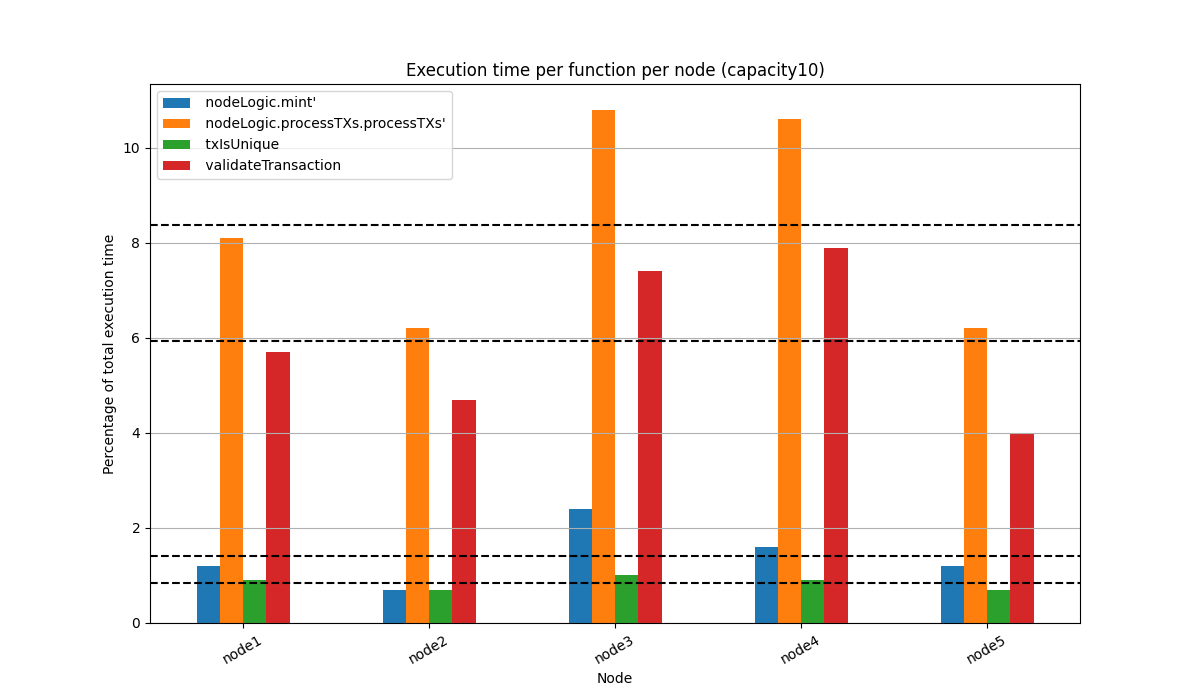 Execution time per function per node (capacity10)
nodeLogic.mint'
nodeLogic.processTXs.processTXs'
txIsUnique
validateTransaction
Percentage of total execution time
10
8
6
4
2
0
node1
node2
node3
node4
node5
Node